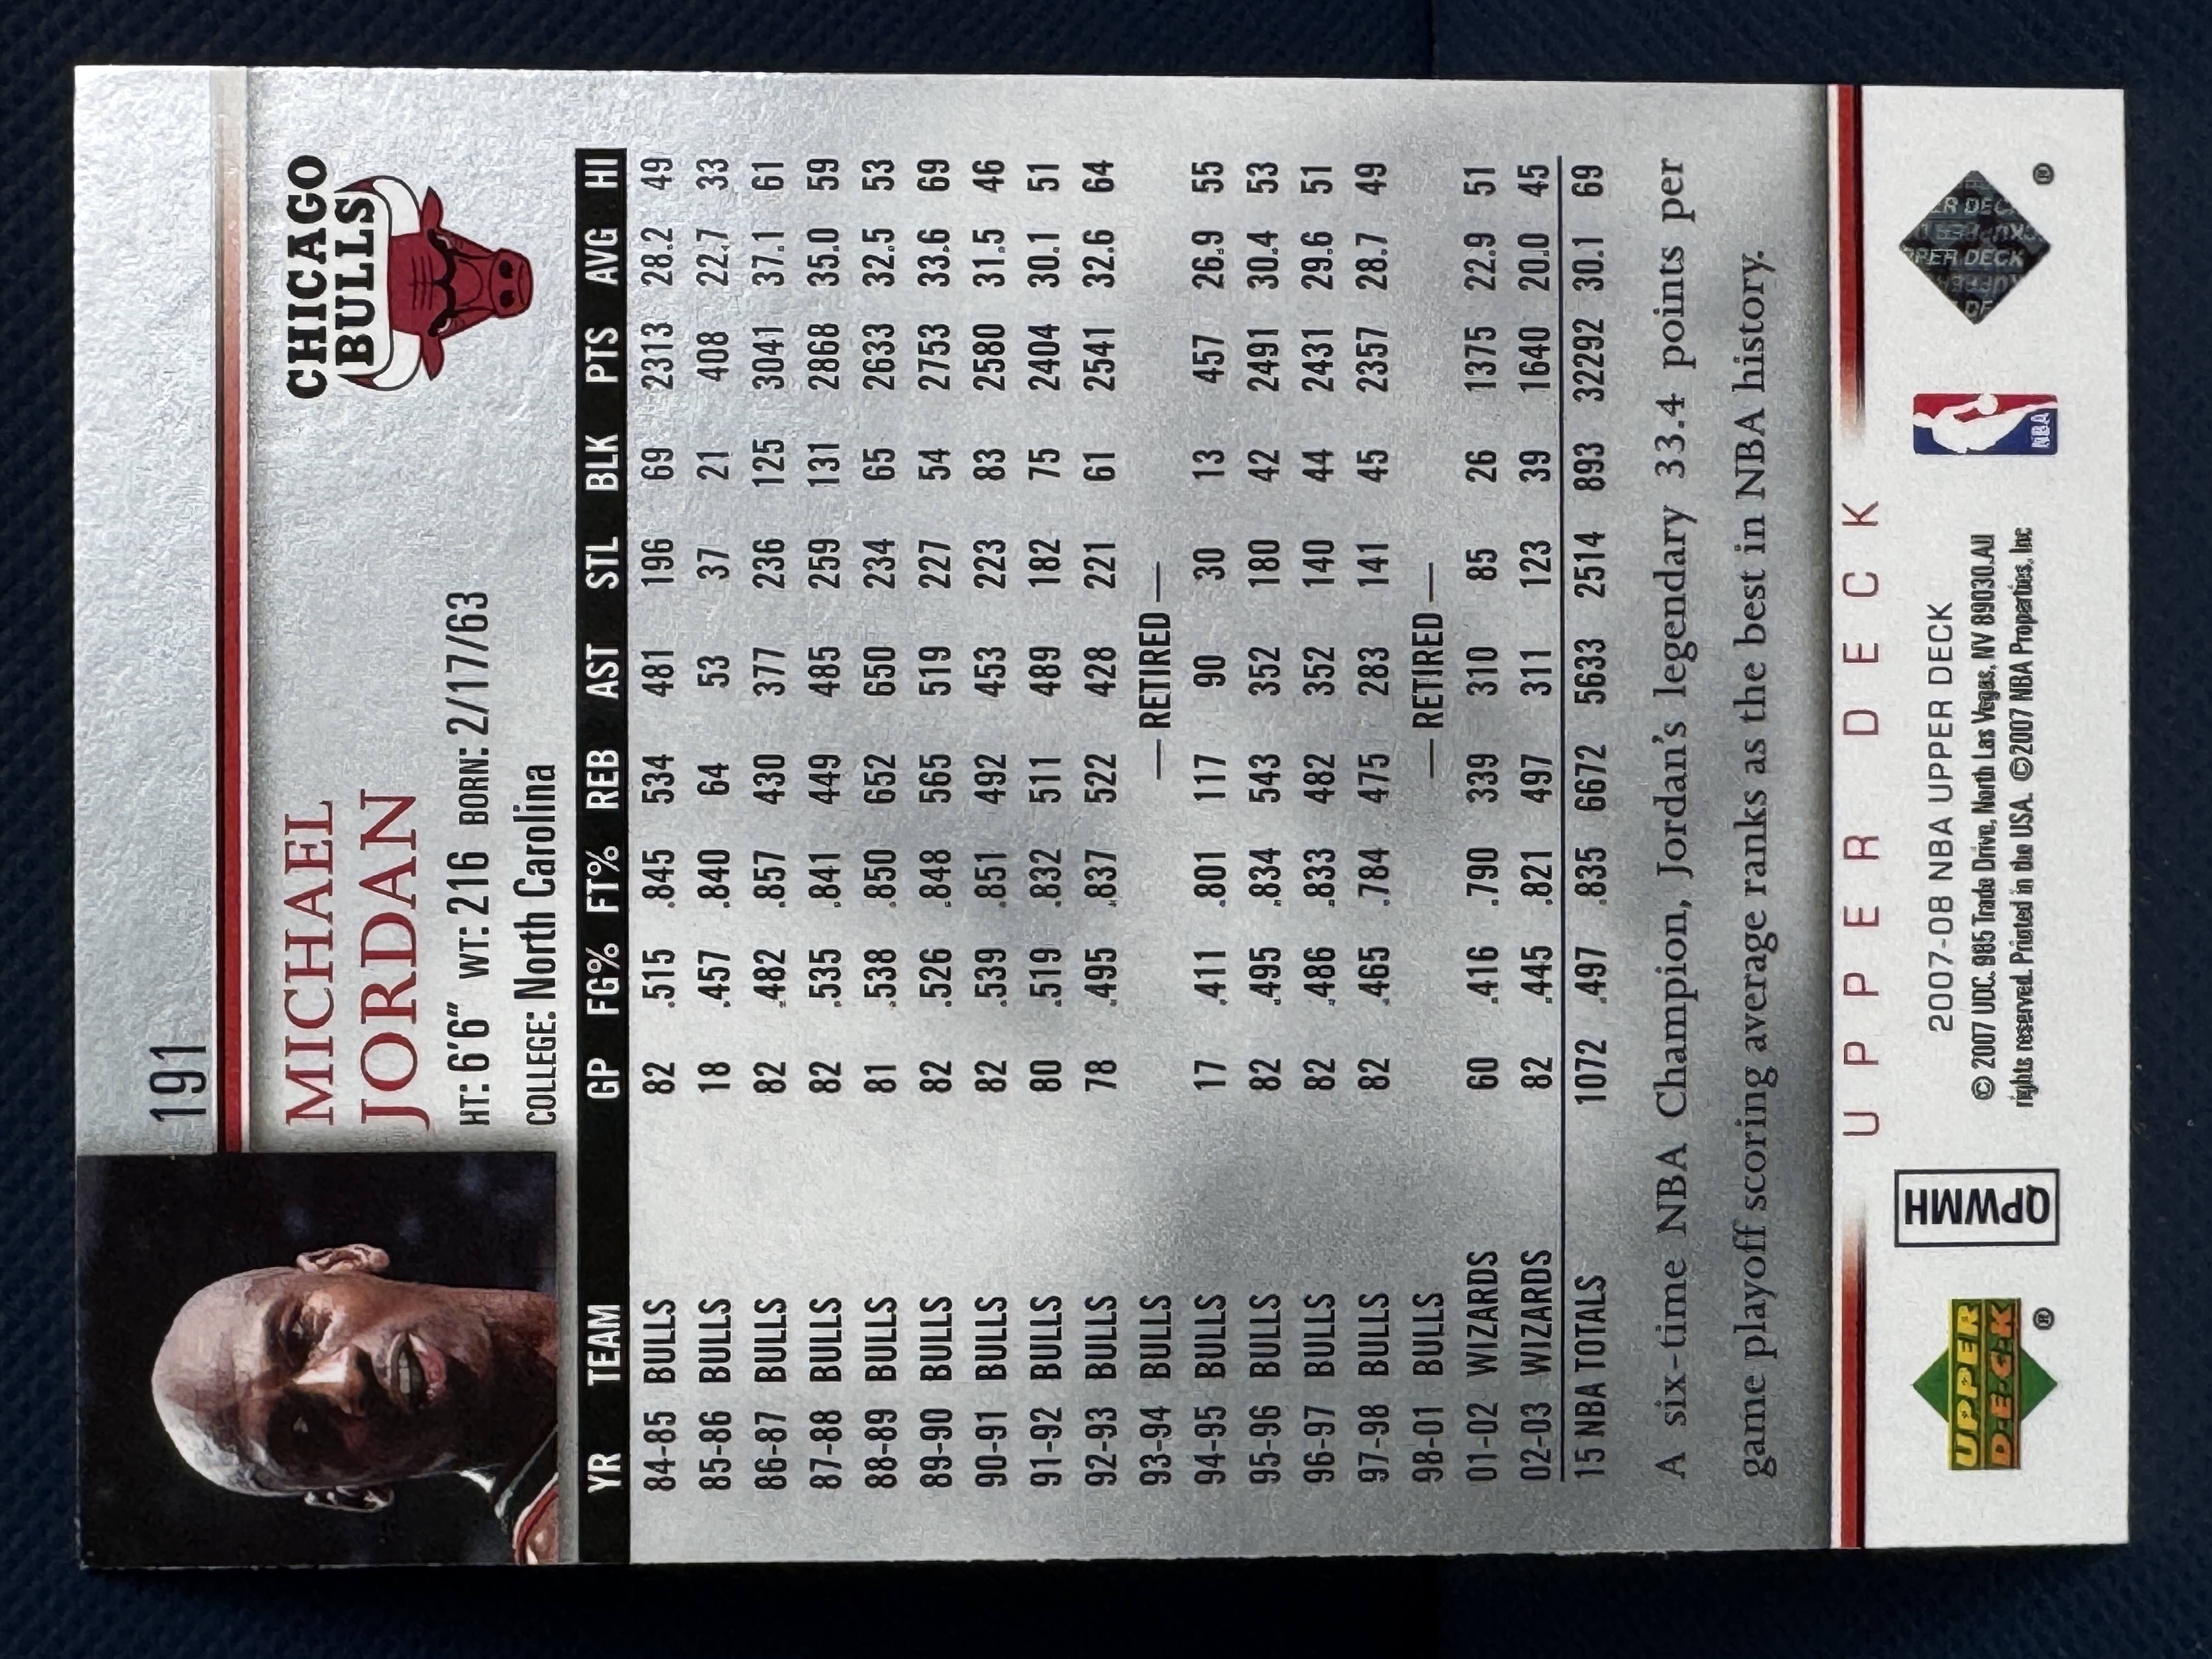 191
MICHAEL
JORDAN
CHICAGO
BULLS
HT: 6'6" WT: 216 BORN: 2/17/63
COLLEGE: North Carolina
YR TEAM GP FG% FT% REB AST STL BLK PTS AVG HI
84-85 BULLS 82 .515 .845 534 481 196 69 2313 28.2 49
85-86 BULLS 18 .457 .840 64 53 37 21 408 22.7 33
86-87 BULLS 82 .482 .857 430 377 236 125 3041 37.1 61
87-88 BULLS 82 .535 .841 449 485 259 131 2868 35.0 59
88-89 BULLS 81 .538 .850 652 650 234 65 2633 32.5 53
89-90 BULLS 82 .526 .848 565 519 227 54 2753 33.6 69
90-91 BULLS 82 .539 .851 492 453 223 83 2580 31.5 46
91-92 BULLS 80 .519 .832 511 489 182 75 2404 30.1 51
92-93 BULLS 78 .495 .837 522 428 221 61 2541 32.6 64
93-94 BULLS — RETIRED —
94-95 BULLS 17 .411 .801 117 90 30 13 457 26.9 55
95-96 BULLS 82 .495 .834 543 352 180 42 2491 30.4 53
96-97 BULLS 82 .486 .833 482 352 140 44 2431 29.6 51
97-98 BULLS 82 .465 .784 475 283 141 45 2357 28.7 49
98-01 BULLS — RETIRED —
01-02 WIZARDS 60 .416 .790 339 310 85 26 1375 22.9 51
02-03 WIZARDS 82 .445 .821 497 311 123 39 1640 20.0 45
15 NBA TOTALS 1072 .497 .835 6672 5633 2514 893 32292 30.1 69
A six-time NBA Champion, Jordan's legendary 33.4 points per
game playoff scoring average ranks as the best in NBA history.
UPPER DECK
UPPER
DECK
®
QPWMH
2007-08 NBA UPPER DECK
© 2007 UDC. 985 Trade Drive, North Las Vegas, NV 89030. All
rights reserved. Printed in the USA. © 2007 NBA Properties, Inc
NBA
UPPER DECK
®